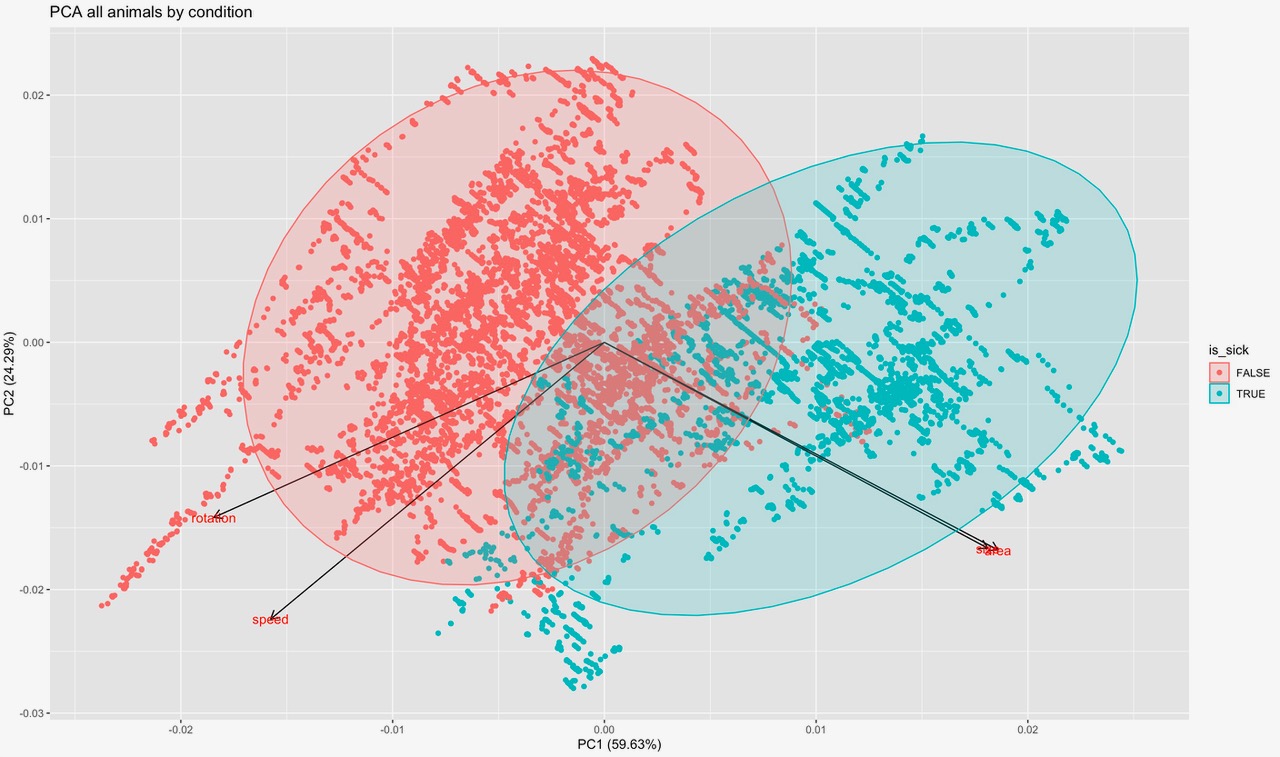 PCA all animals by condition
0.02
0.01
0.00
-0.01
-0.02
-0.03
PC2 (24.29%)
rotation
speed
area
-0.02
-0.01
0.00
0.01
0.02
PC1 (59.63%)
is_sick
FALSE
TRUE